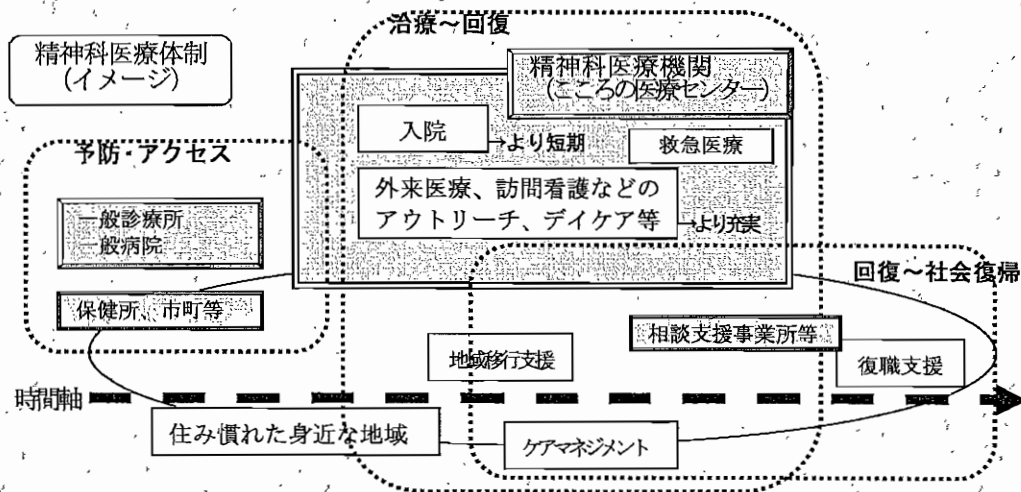 治療～回復
精神科医療体制
(イメージ)
精神科医療機関
(こころの医療センター)
入院
→より短期
救急医療
予防・アクセス
外来医療、訪問看護などの
アウトリーチ、デイケア等
→より充実
一般診療所
一般病院
回復～社会復帰
保健所、市町等
相談支援事業所等
地域移行支援
復職支援
時間軸
住み慣れた身近な地域
ケアマネジメント